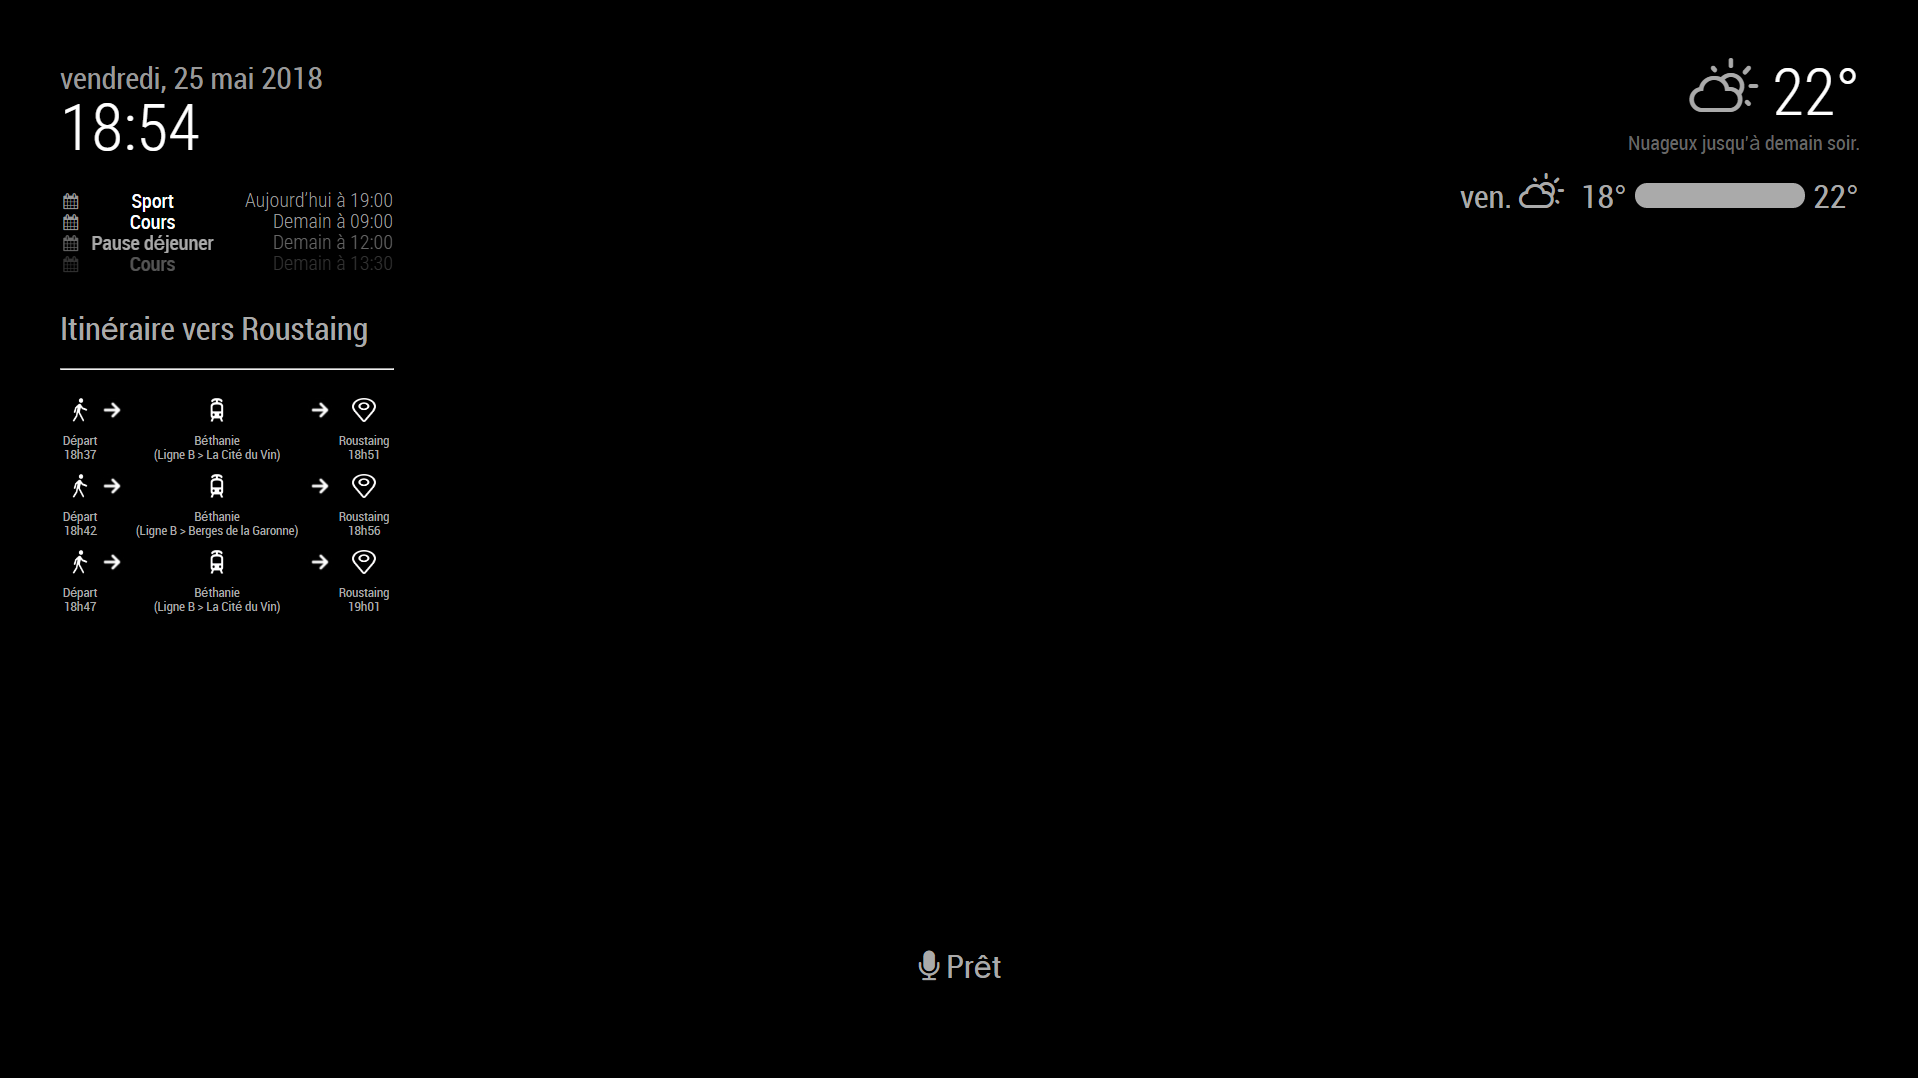 vendredi, 25 mai 2018
18:54
Sport Aujourd'hui à 19:00
Cours Demain à 09:00
Pause déjeuner Demain à 12:00
Cours Demain à 13:30
Itinéraire vers Roustaing
Départ Béthanie Roustaing
18h37 (Ligne B > La Cité du Vin) 18h51
Départ Béthanie Roustaing
18h42 (Ligne B > Berges de la Garonne) 18h56
Départ Béthanie Roustaing
18h47 (Ligne B > La Cité du Vin) 19h01
22°
Nuageux jusqu'à demain soir.
ven. 18° 22°
Prêt